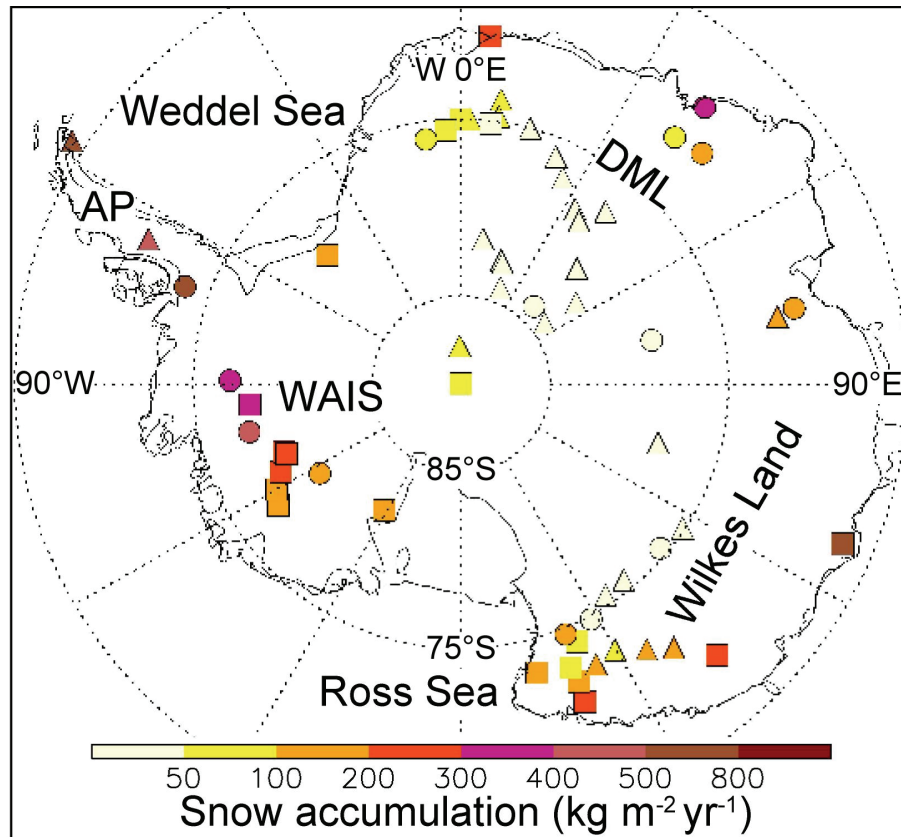 W 0°E
Weddel Sea
DML
AP
90°W
WAIS
90°E
85°S
Wilkes Land
75°S
Ross Sea
50 100 200 300 400 500 800
Snow accumulation (kg m⁻² yr⁻¹)